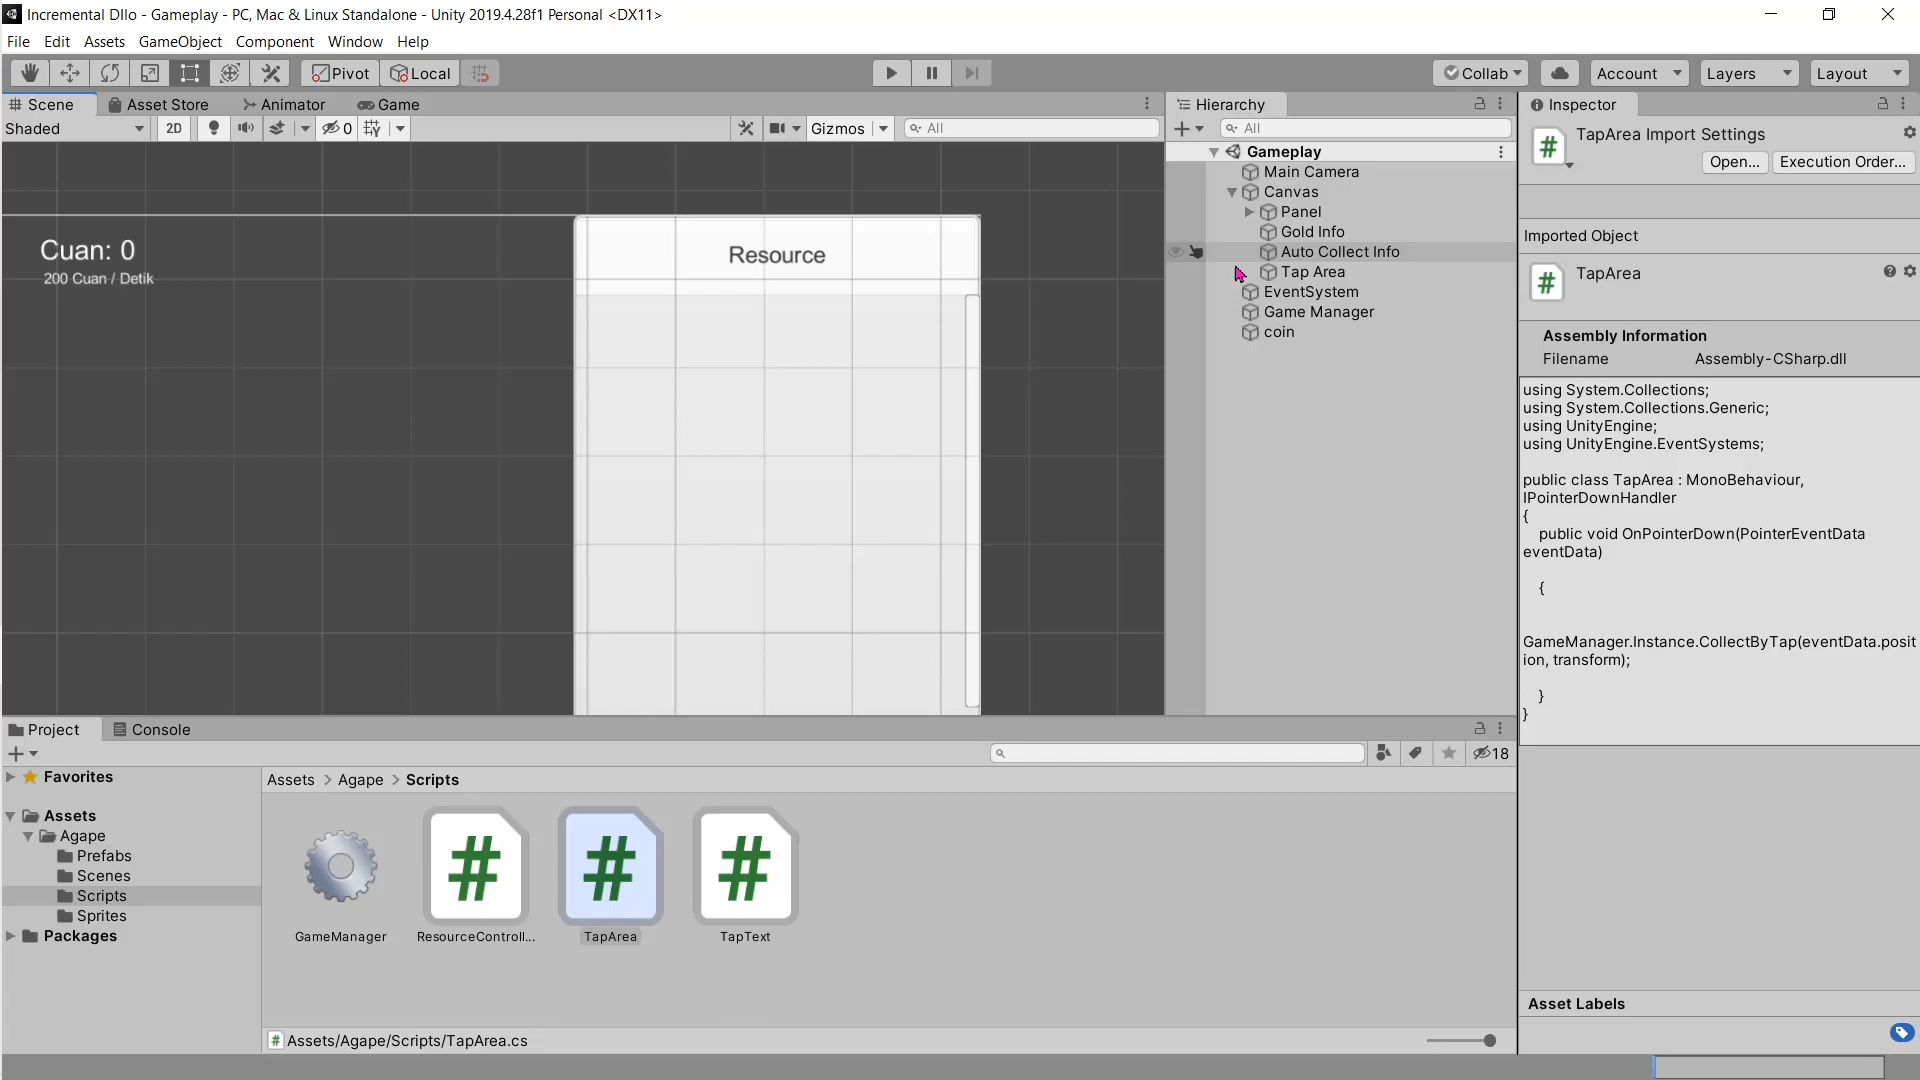 Incremental Dllo - Gameplay - PC, Mac & Linux Standalone - Unity 2019.4.28f1 Personal <DX11>
File Edit Assets GameObject Component Window Help
Pivot Local Collab Account Layers Layout
Scene Asset Store Animator Game
Shaded 2D 0 Gizmos All
Cuan: 0
200 Cuan / Detik
Resource
Hierarchy
All
Gameplay
Main Camera
Canvas
Panel
Gold Info
Auto Collect Info
Tap Area
EventSystem
Game Manager
coin
Inspector
TapArea Import Settings
Open... Execution Order...
Imported Object
TapArea
Assembly Information
Filename Assembly-CSharp.dll
using System.Collections;
using System.Collections.Generic;
using UnityEngine;
using UnityEngine.EventSystems;
public class TapArea : MonoBehaviour,
IPointerDownHandler
{
public void OnPointerDown(PointerEventData
eventData)
{
GameManager.Instance.CollectByTap(eventData.posit
ion, transform);
}
}
Asset Labels
Project Console
18
Favorites
Assets
Agape
Prefabs
Scenes
Scripts
Sprites
Packages
Assets > Agape > Scripts
GameManager ResourceControll... TapArea TapText
Assets/Agape/Scripts/TapArea.cs